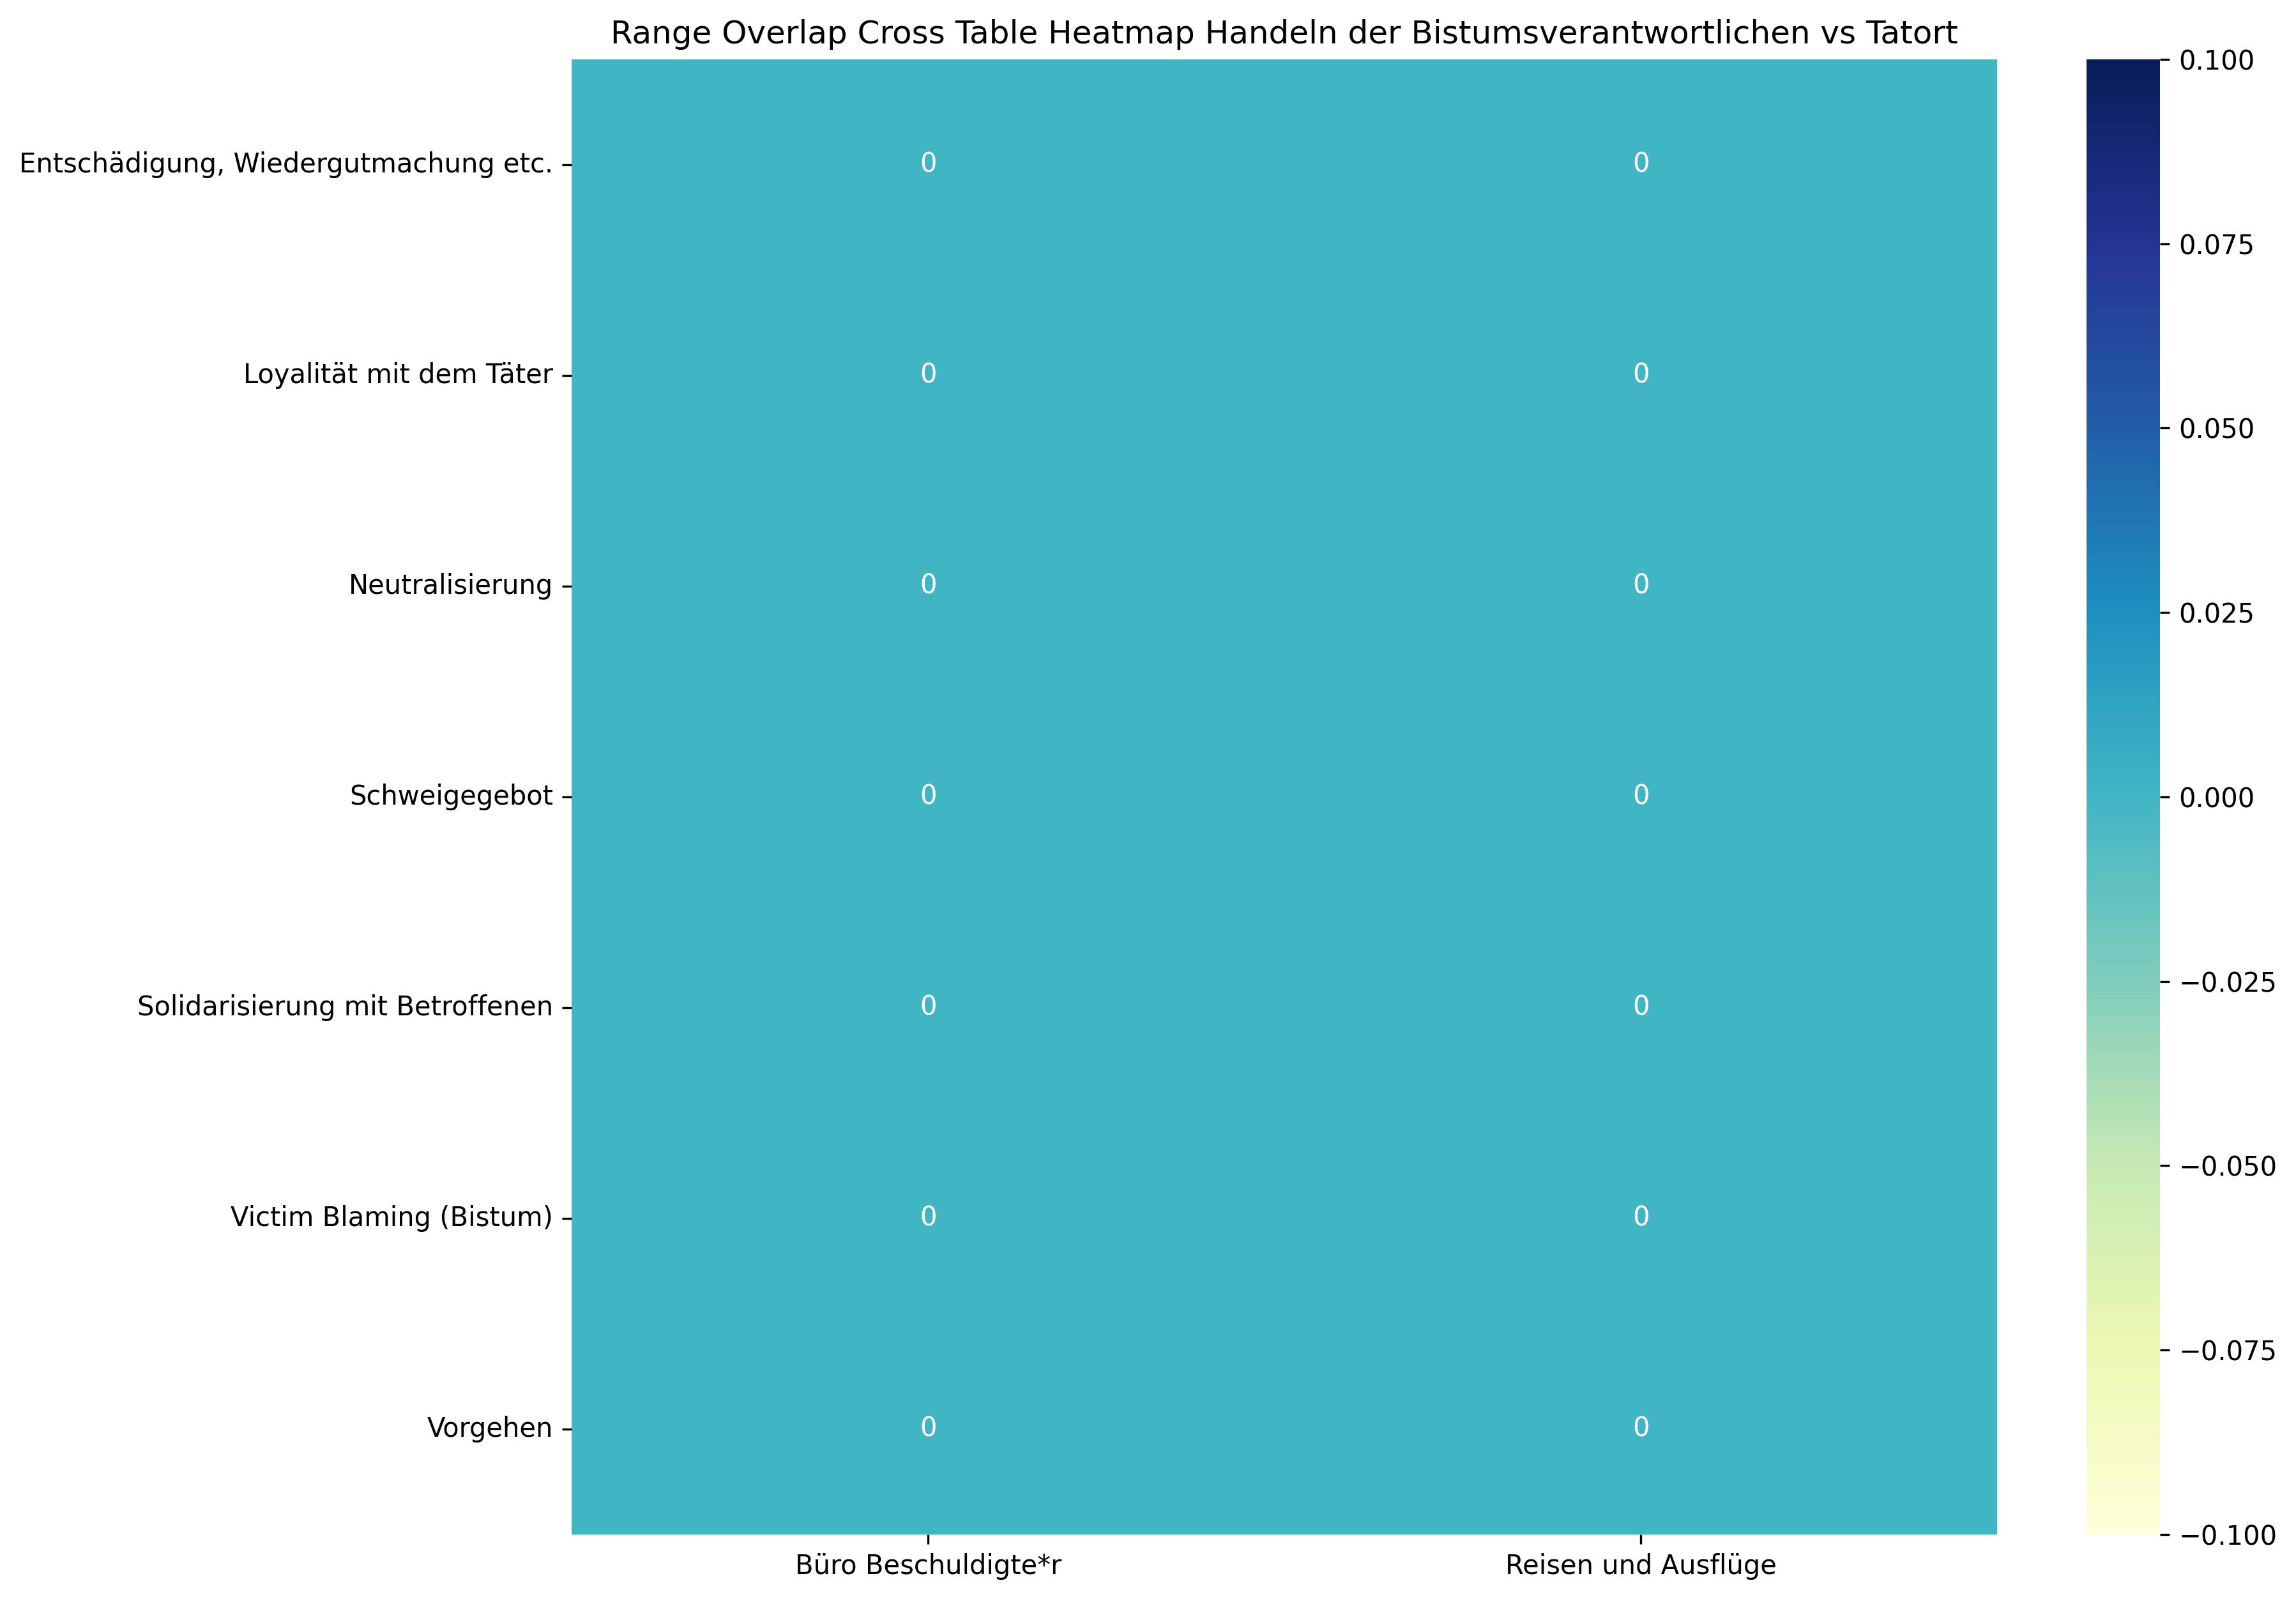 Range Overlap Cross Table Heatmap Handeln der Bistumsverantwortlichen vs Tatort
Entschädigung, Wiedergutmachung etc.
0 0
Loyalität mit dem Täter
0 0
Neutralisierung
0 0
Schweigegebot
0 0
Solidarisierung mit Betroffenen
0 0
Victim Blaming (Bistum)
0 0
Vorgehen
0 0
Büro Beschuldigte*r
Reisen und Ausflüge
0.100
0.075
0.050
0.025
0.000
−0.025
−0.050
−0.075
−0.100